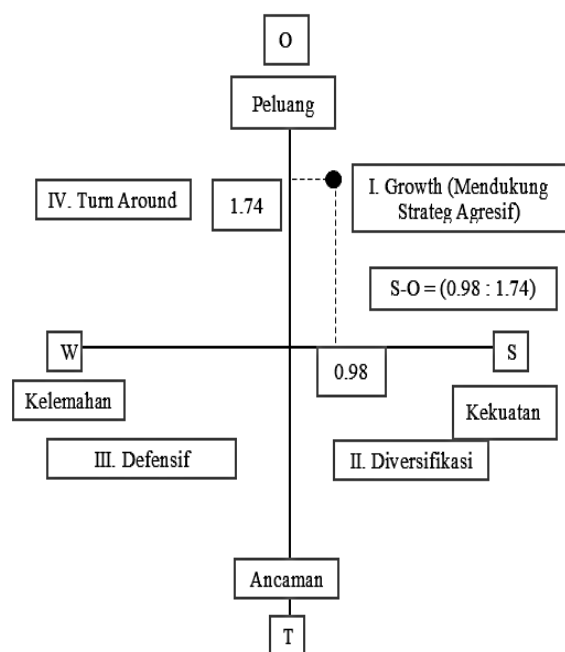 O
Peluang
IV. Turn Around
1.74
I. Growth (Mendukung
Strateg Agresif)
S-O = (0.98 : 1.74)
W
S
0.98
Kelemahan
Kekuatan
III. Defensif
II. Diversifikasi
Ancaman
T